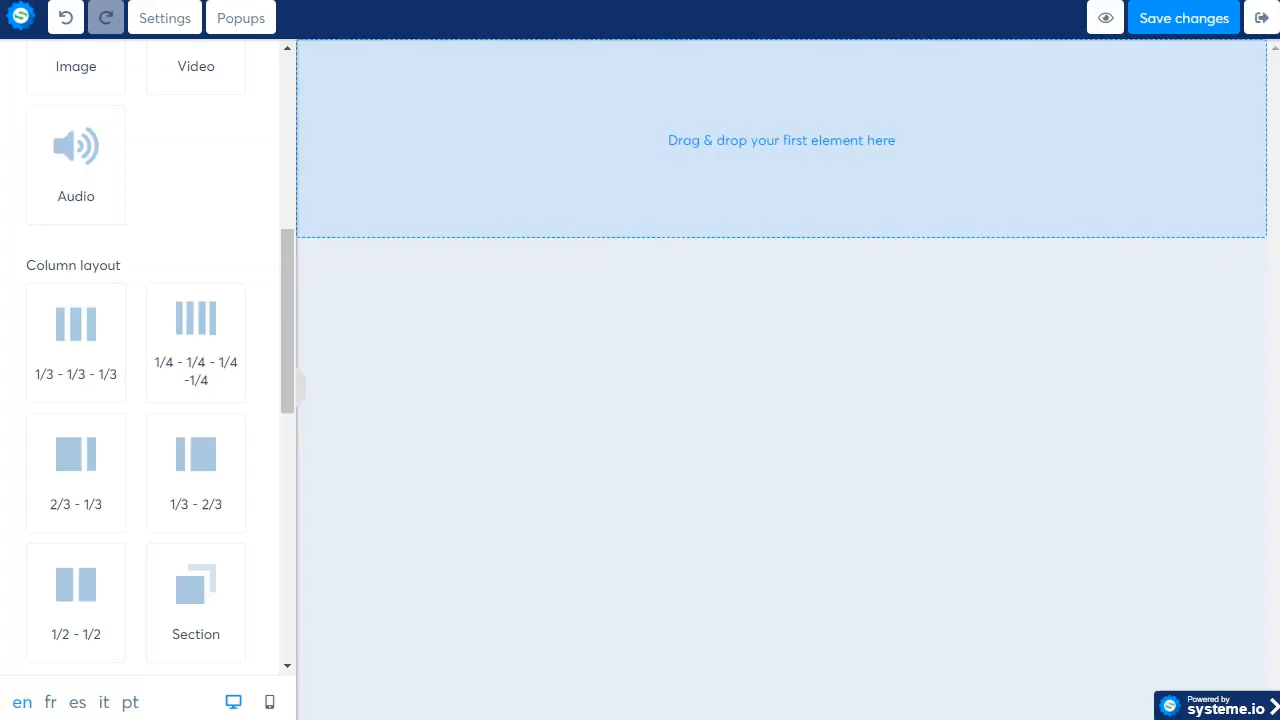 Settings
Popups
Save changes
Image
Video
Audio
Drag & drop your first element here
Column layout
1/3 - 1/3 - 1/3
1/4 - 1/4 - 1/4
-1/4
2/3 - 1/3
1/3 - 2/3
1/2 - 1/2
Section
en fr es it pt
Powered by
systeme.io